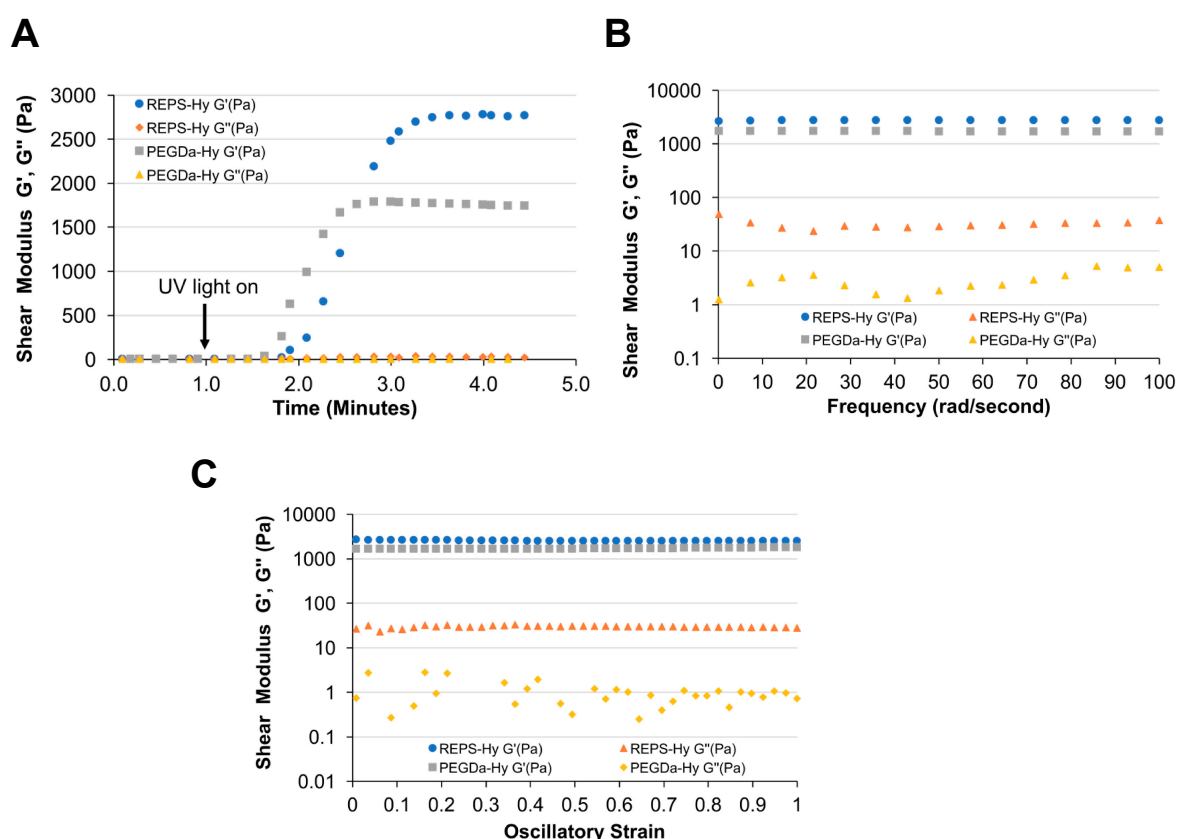 A
Shear Modulus G', G" (Pa)
3000
2500
2000
1500
1000
500
0
REPS-Hy G'(Pa)
REPS-Hy G"(Pa)
PEGDa-Hy G'(Pa)
PEGDa-Hy G"(Pa)
UV light on
0.0 1.0 2.0 3.0 4.0 5.0
Time (Minutes)
B
Shear Modulus G', G" (Pa)
10000
1000
100
10
1
0.1
REPS-Hy G'(Pa) REPS-Hy G"(Pa)
PEGDa-Hy G'(Pa) PEGDa-Hy G"(Pa)
0 10 20 30 40 50 60 70 80 90 100
Frequency (rad/second)
C
Shear Modulus G', G" (Pa)
10000
1000
100
10
1
0.1
0.01
REPS-Hy G'(Pa) REPS-Hy G"(Pa)
PEGDa-Hy G'(Pa) PEGDa-Hy G"(Pa)
0 0.1 0.2 0.3 0.4 0.5 0.6 0.7 0.8 0.9 1
Oscillatory Strain